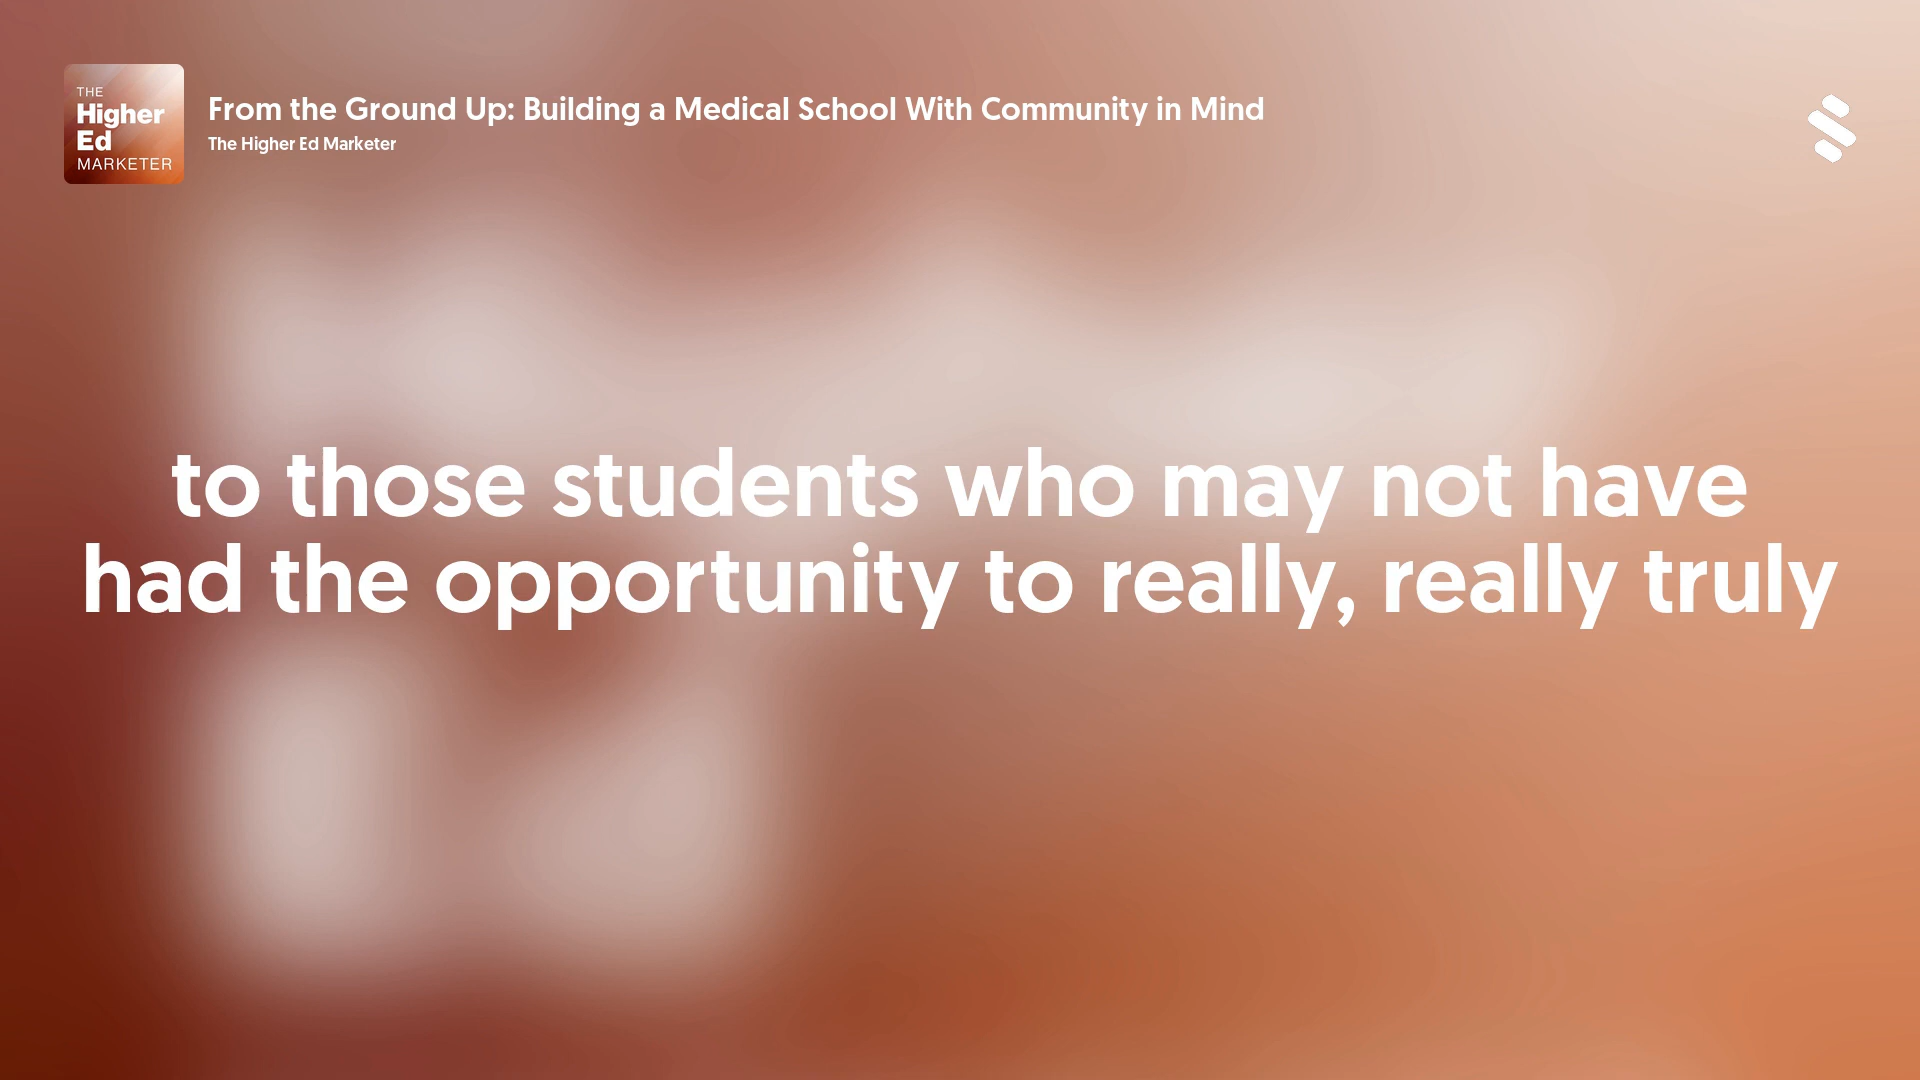 THE
Higher
Ed
MARKETER
From the Ground Up: Building a Medical School With Community in Mind
The Higher Ed Marketer
to those students who may not have
had the opportunity to really, really truly